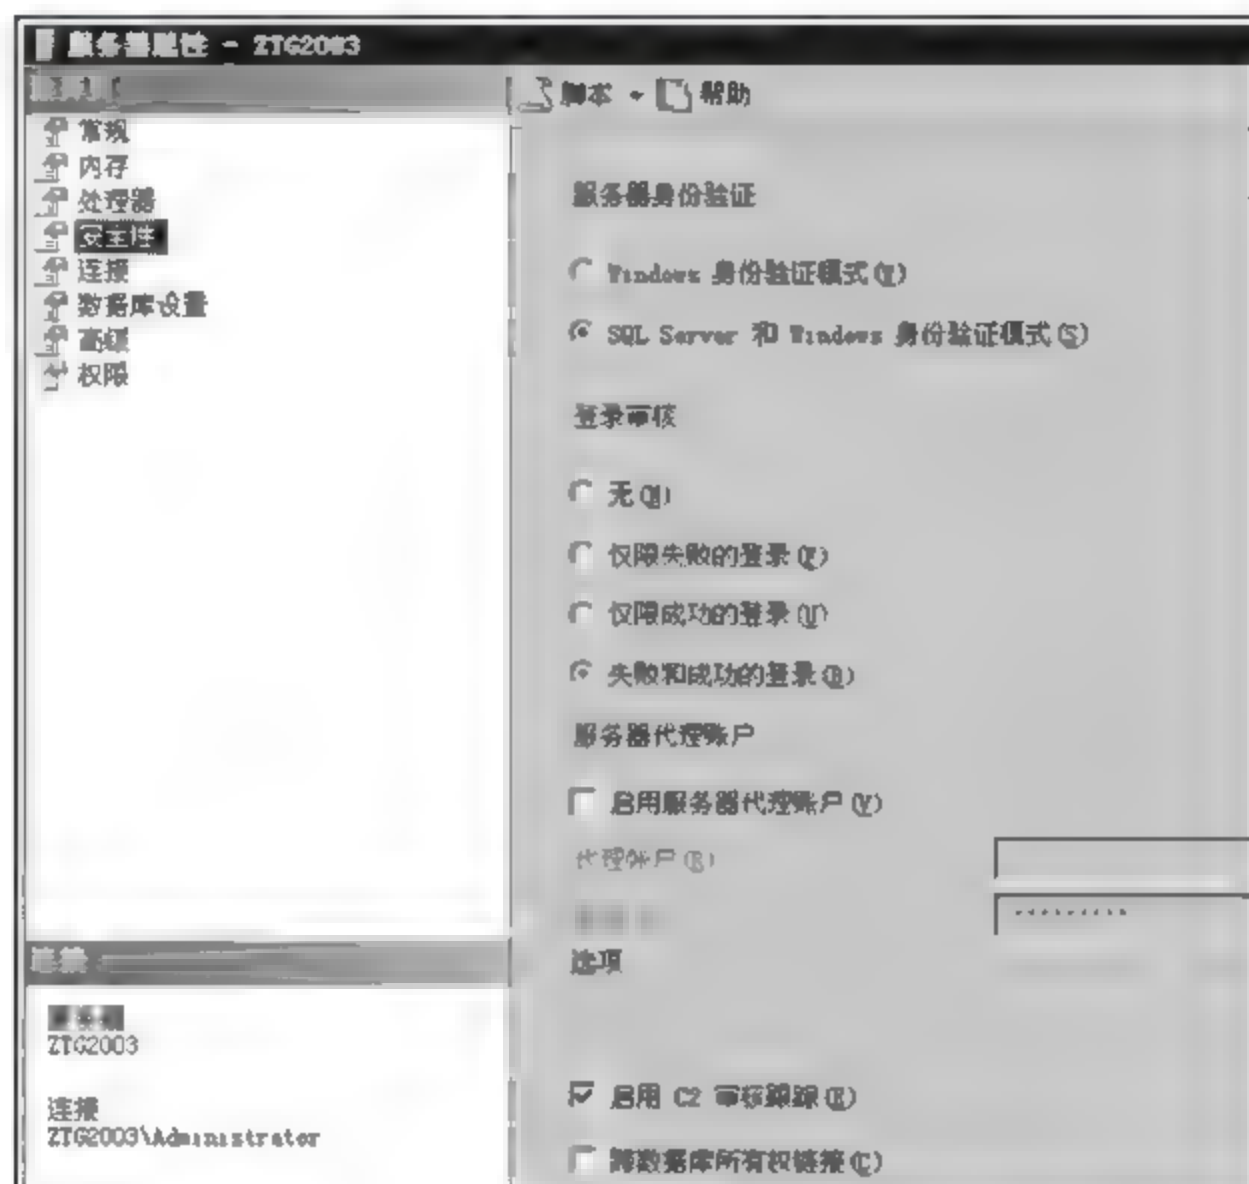 服务器属性 - ZTG2003
脚本 帮助
常规
内存
处理器
安全性
连接
数据库设置
高级
权限
服务器身份验证
Windows 身份验证模式(W)
SQL Server 和 Windows 身份验证模式(S)
登录审核
无(N)
仅限失败的登录(F)
仅限成功的登录(U)
失败和成功的登录(B)
服务器代理账户
启用服务器代理账户(Y)
代理账户(R)
*********
选项
启用 C2 审核跟踪(E)
跨数据库所有权链接(C)
连接
ZTG2003
连接
ZTG2003\Administrator